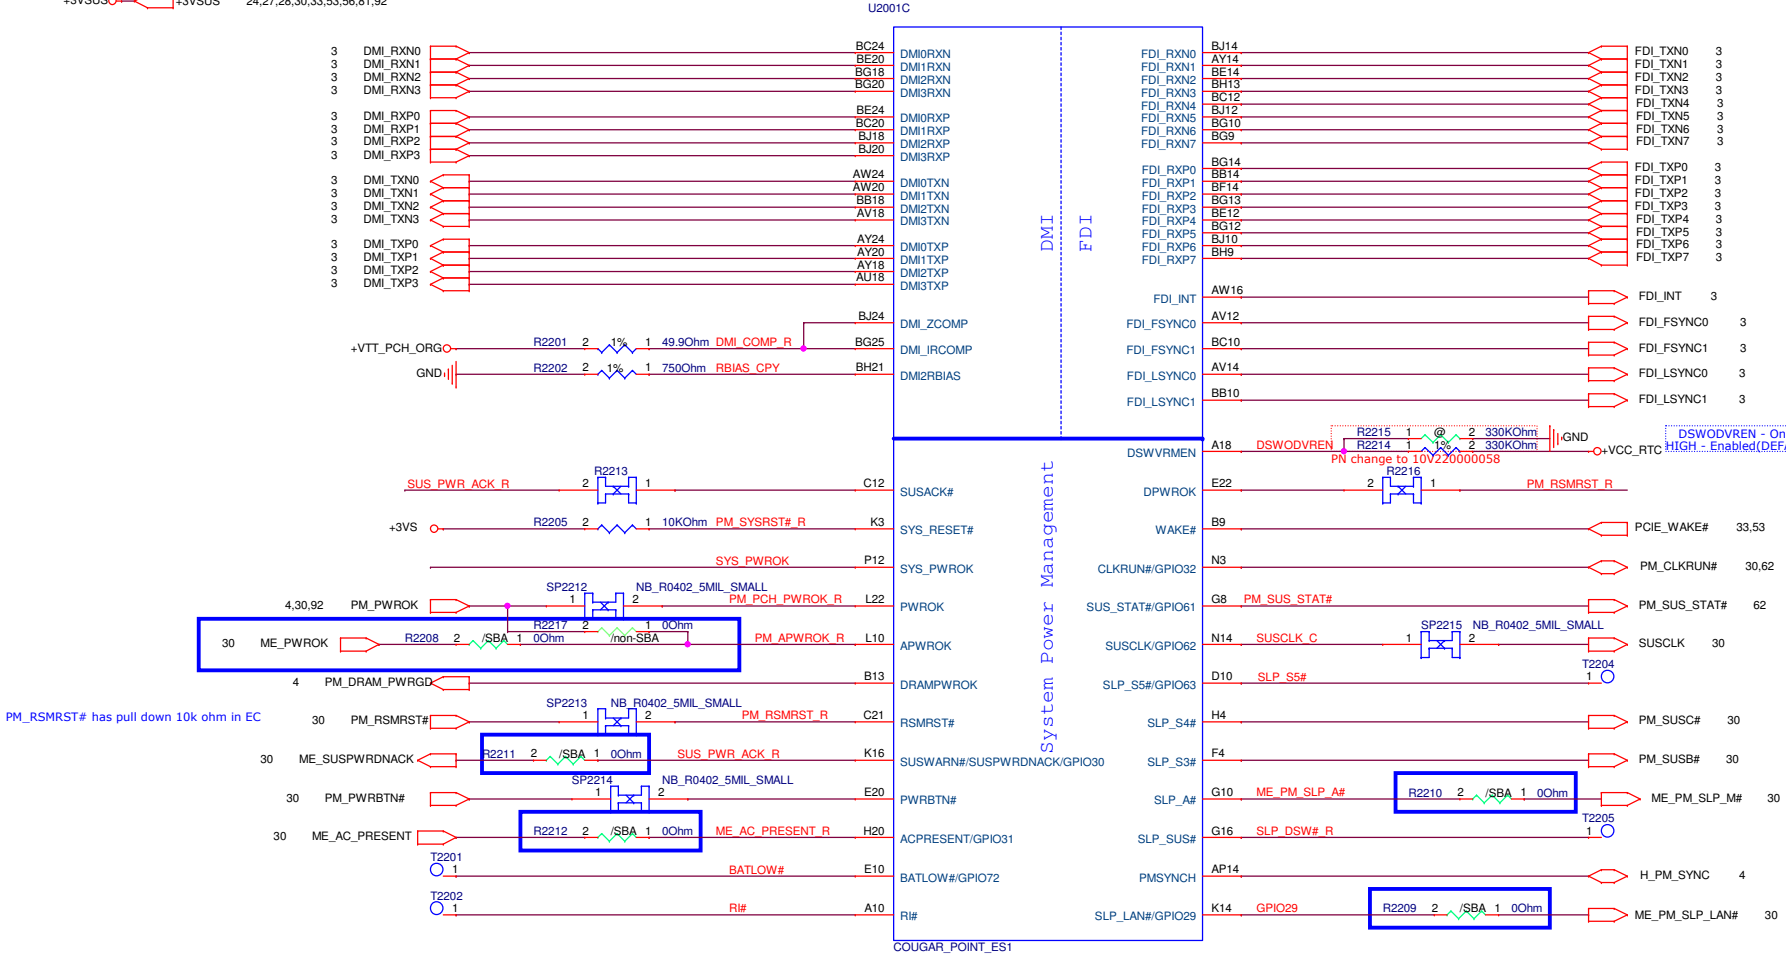 +3VSUS +3VSUS 24,27,28,30,33,53,56,81,92
U2001C
3 DMI_RXN0 BC24 DMI0RXN FDI_RXN0 BJ14 FDI_TXN0 3
3 DMI_RXN1 BE20 DMI1RXN FDI_RXN1 AY14 FDI_TXN1 3
3 DMI_RXN2 BG18 DMI2RXN FDI_RXN2 BE14 FDI_TXN2 3
3 DMI_RXN3 BG20 DMI3RXN FDI_RXN3 BH13 FDI_TXN3 3
FDI_RXN4 BC12 FDI_TXN4 3
3 DMI_RXP0 BE24 DMI0RXP FDI_RXN5 BJ12 FDI_TXN5 3
3 DMI_RXP1 BC20 DMI1RXP FDI_RXN6 BG10 FDI_TXN6 3
3 DMI_RXP2 BJ18 DMI2RXP FDI_RXN7 BG9 FDI_TXN7 3
3 DMI_RXP3 BJ20 DMI3RXP
FDI_RXP0 BG14 FDI_TXP0 3
3 DMI_TXN0 AW24 DMI0TXN FDI_RXP1 BB14 FDI_TXP1 3
3 DMI_TXN1 AW20 DMI1TXN FDI_RXP2 BF14 FDI_TXP2 3
3 DMI_TXN2 BB18 DMI2TXN FDI_RXP3 BG13 FDI_TXP3 3
3 DMI_TXN3 AV18 DMI3TXN FDI_RXP4 BE12 FDI_TXP4 3
FDI_RXP5 BG12 FDI_TXP5 3
3 DMI_TXP0 AY24 DMI0TXP FDI_RXP6 BJ10 FDI_TXP6 3
3 DMI_TXP1 AY20 DMI1TXP FDI_RXP7 BH9 FDI_TXP7 3
3 DMI_TXP2 AY18 DMI2TXP
3 DMI_TXP3 AU18 DMI3TXP
DMI
FDI
FDI_INT AW16 FDI_INT 3
BJ24 DMI_ZCOMP FDI_FSYNC0 AV12 FDI_FSYNC0 3
+VTT_PCH_ORG R2201 2 1% 1 49.9Ohm DMI_COMP_R BG25 DMI_IRCOMP FDI_FSYNC1 BC10 FDI_FSYNC1 3
GND R2202 2 1% 1 750Ohm RBIAS_CPY BH21 DMI2RBIAS FDI_LSYNC0 AV14 FDI_LSYNC0 3
FDI_LSYNC1 BB10 FDI_LSYNC1 3
R2215 1 @ 2 330KOhm GND
DSWODVREN - On
DSWVRMEN A18 DSWODVREN R2214 1 1% 2 330KOhm +VCC_RTC HIGH - Enabled(DEFA
PN change to 10V220000058
SUS_PWR_ACK_R 2 R2213 1 C12 SUSACK# DPWROK E22 2 R2216 1 PM_RSMRST_R
+3VS R2205 2 1 10KOhm PM_SYSRST#_R K3 SYS_RESET# WAKE# B9 PCIE_WAKE# 33,53
SYS_PWROK P12 SYS_PWROK CLKRUN#/GPIO32 N3 PM_CLKRUN# 30,62
SP2212 NB_R0402_5MIL_SMALL
4,30,92 PM_PWROK 1 2 PM_PCH_PWROK_R L22 PWROK SUS_STAT#/GPIO61 G8 PM_SUS_STAT# PM_SUS_STAT# 62
R2217 2 1 0Ohm
/non-SBA
SP2215 NB_R0402_5MIL_SMALL
30 ME_PWROK R2208 2 /SBA 1 0Ohm PM_APWROK_R L10 APWROK SUSCLK/GPIO62 N14 SUSCLK_C 1 2 SUSCLK 30
4 PM_DRAM_PWRGD B13 DRAMPWROK SLP_S5#/GPIO63 D10 SLP_S5# 1 T2204
System Power Management
SP2213 NB_R0402_5MIL_SMALL
PM_RSMRST# has pull down 10k ohm in EC 30 PM_RSMRST# 1 2 PM_RSMRST_R C21 RSMRST# SLP_S4# H4 PM_SUSC# 30
30 ME_SUSPWRDNACK R2211 2 /SBA 1 0Ohm SUS_PWR_ACK_R K16 SUSWARN#/SUSPWRDNACK/GPIO30 SLP_S3# F4 PM_SUSB# 30
SP2214 NB_R0402_5MIL_SMALL
30 PM_PWRBTN# 1 2 E20 PWRBTN# SLP_A# G10 ME_PM_SLP_A# R2210 2 /SBA 1 0Ohm ME_PM_SLP_M# 30
30 ME_AC_PRESENT R2212 2 /SBA 1 0Ohm ME_AC_PRESENT_R H20 ACPRESENT/GPIO31 SLP_SUS# G16 SLP_DSW#_R 1 T2205
T2201 1 BATLOW# E10 BATLOW#/GPIO72 PMSYNCH AP14 H_PM_SYNC 4
T2202 1 RI# A10 RI# SLP_LAN#/GPIO29 K14 GPIO29 R2209 2 /SBA 1 0Ohm ME_PM_SLP_LAN# 30
COUGAR_POINT_ES1